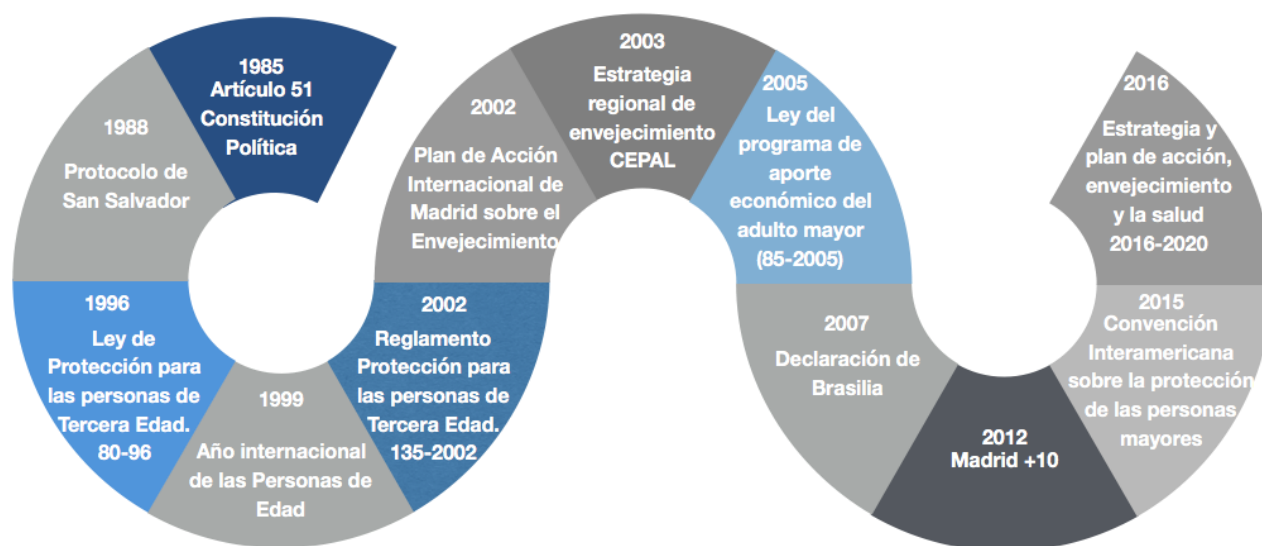 1985
Artículo 51
Constitución
Política
1988
Protocolo de
San Salvador
1996
Ley de
Protección para
las personas de
Tercera Edad.
80-96
1999
Año internacional
de las Personas de
Edad
2002
Reglamento
Protección para
las personas de
Tercera Edad.
135-2002
2002
Plan de Acción
Internacional de
Madrid sobre el
Envejecimiento
2003
Estrategia
regional de
envejecimiento
CEPAL
2005
Ley del
programa de
aporte
económico del
adulto mayor
(85-2005)
2007
Declaración de
Brasilia
2012
Madrid +10
2015
Convención
Interamericana
sobre la protección
de las personas
mayores
2016
Estrategia y
plan de acción,
envejecimiento
y la salud
2016-2020